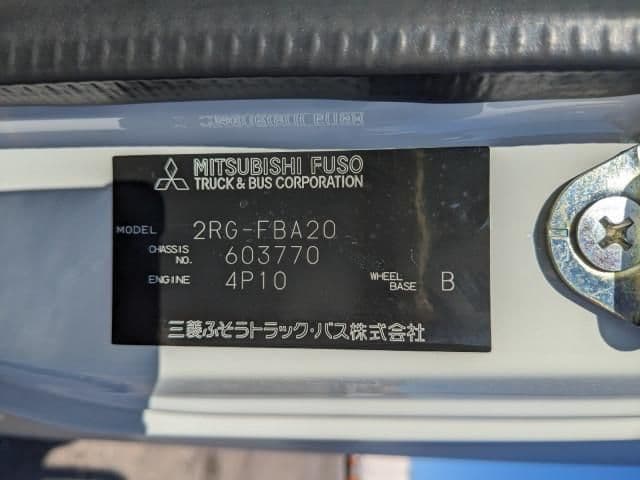 MITSUBISHI FUSO
TRUCK & BUS CORPORATION
MODEL 2RG-FBA20
CHASSIS NO. 603770
ENGINE 4P10 WHEEL BASE B
三菱ふそうトラック・バス株式会社